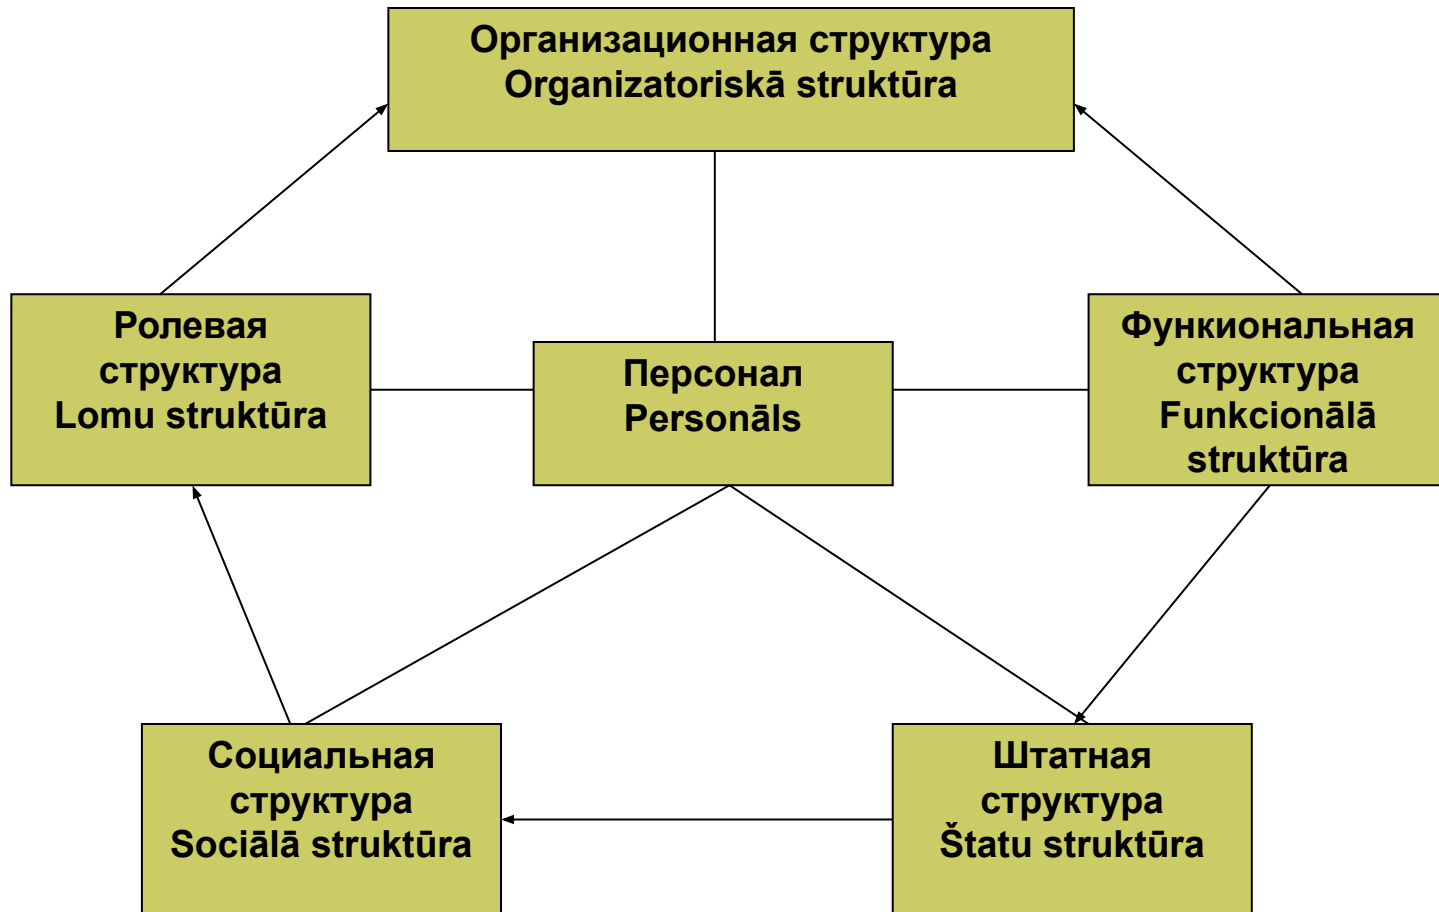 Организационная структура
Organizatoriskā struktūra
Ролевая
структура
Lomu struktūra
Персонал
Personāls
Функиональная
структура
Funkcionālā
struktūra
Социальная
структура
Sociālā struktūra
Штатная
структура
Štatu struktūra